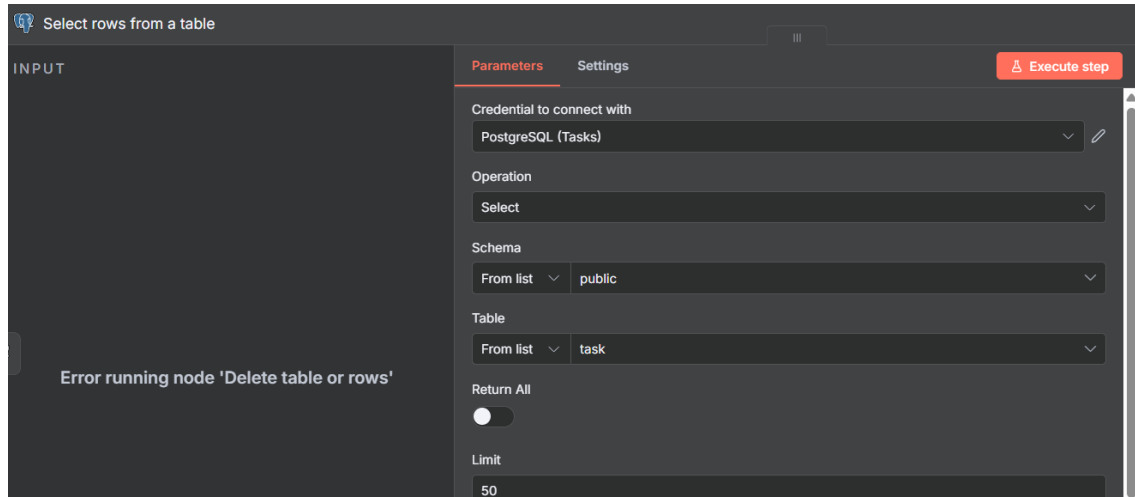 Select rows from a table
INPUT
Parameters Settings Execute step
Credential to connect with
PostgreSQL (Tasks)
Operation
Select
Schema
From list public
Table
From list task
Error running node 'Delete table or rows'
Return All
Limit
50